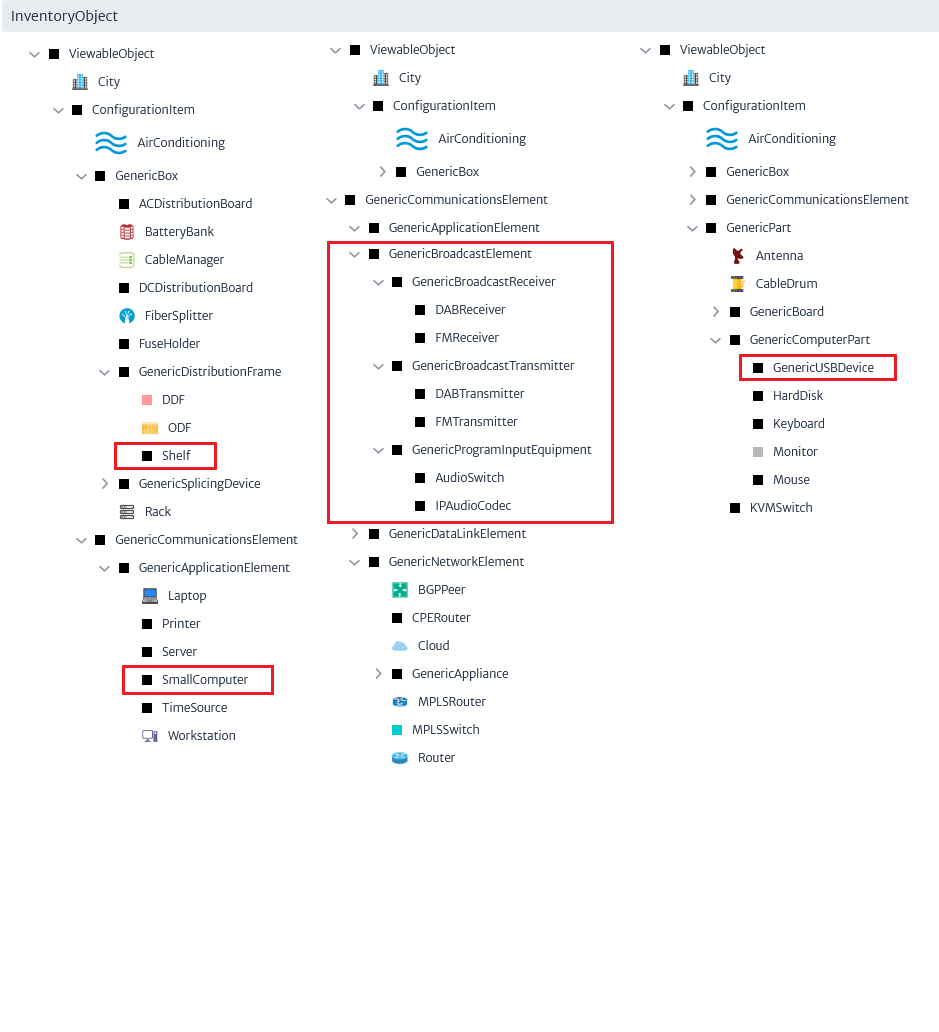 InventoryObject
ViewableObject
City
ConfigurationItem
AirConditioning
GenericBox
ACDistributionBoard
BatteryBank
CableManager
DCDistributionBoard
FiberSplitter
FuseHolder
GenericDistributionFrame
DDF
ODF
Shelf
GenericSplicingDevice
Rack
GenericCommunicationsElement
GenericApplicationElement
Laptop
Printer
Server
SmallComputer
TimeSource
Workstation
ViewableObject
City
ConfigurationItem
AirConditioning
GenericBox
GenericCommunicationsElement
GenericApplicationElement
GenericBroadcastElement
GenericBroadcastReceiver
DABReceiver
FMReceiver
GenericBroadcastTransmitter
DABTransmitter
FMTransmitter
GenericProgramInputEquipment
AudioSwitch
IPAudioCodec
GenericDataLinkElement
GenericNetworkElement
BGPPeer
CPERouter
Cloud
GenericAppliance
MPLSRouter
MPLSSwitch
Router
ViewableObject
City
ConfigurationItem
AirConditioning
GenericBox
GenericCommunicationsElement
GenericPart
Antenna
CableDrum
GenericBoard
GenericComputerPart
GenericUSBDevice
HardDisk
Keyboard
Monitor
Mouse
KVMSwitch